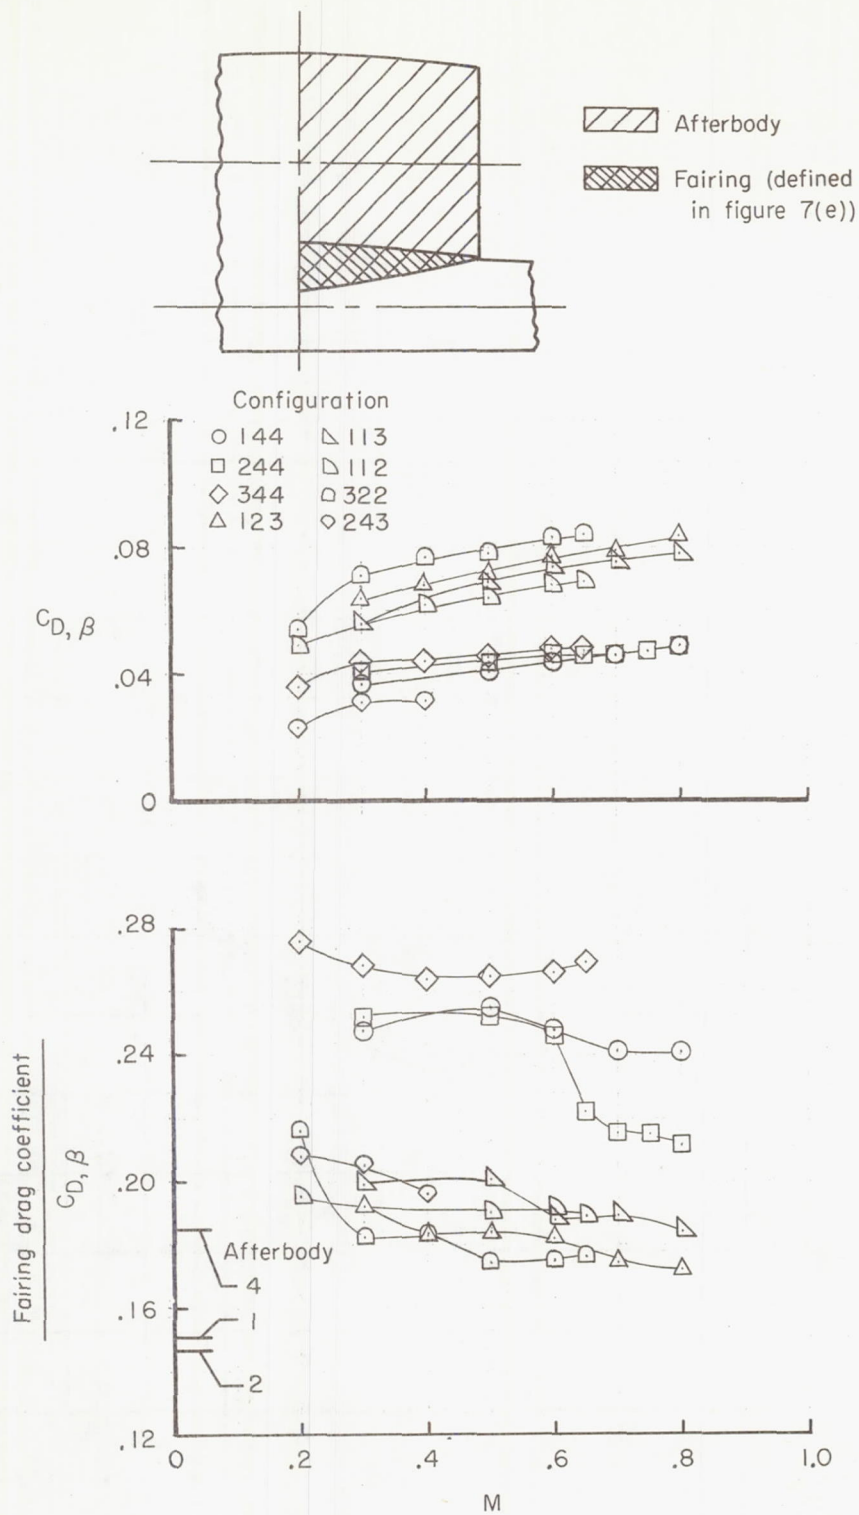 Afterbody
Fairing (defined
in figure 7(e))
Configuration
○ 144 ◺ 113
□ 244 ◗ 112
◇ 344 ⌓ 322
△ 123 ◇ 243
.12
.08
.04
0
C_D, β
.28
.24
.20
.16
.12
Fairing drag coefficient
C_D, β
Afterbody
4
1
2
0 .2 .4 .6 .8 1.0
M